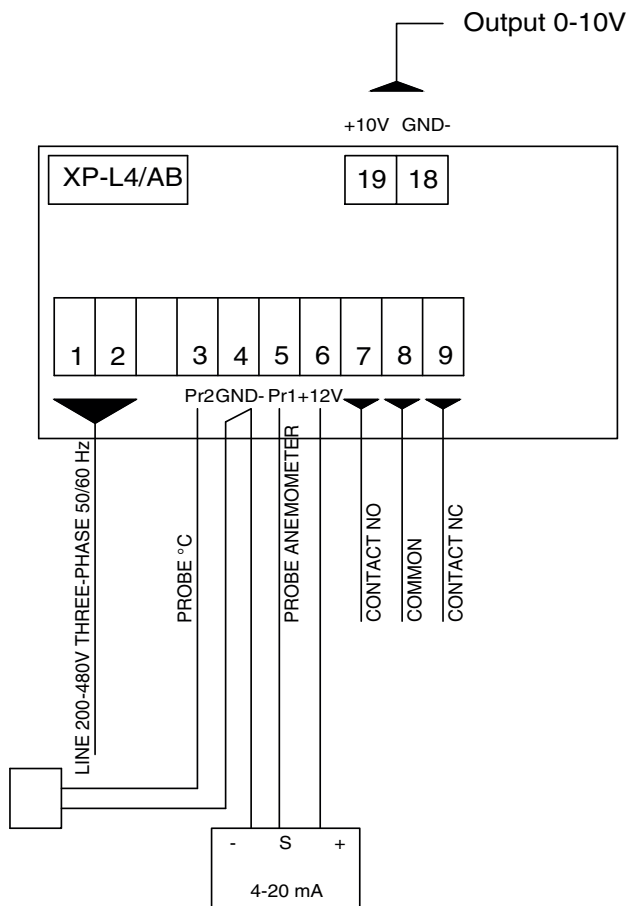 Output 0-10V
+10V GND-
XP-L4/AB
19 18
1 2 3 4 5 6 7 8 9
Pr2 GND- Pr1 +12V
LINE 200-480V THREE-PHASE 50/60 Hz
PROBE °C
PROBE ANEMOMETER
CONTACT NO
COMMON
CONTACT NC
- S +
4-20 mA